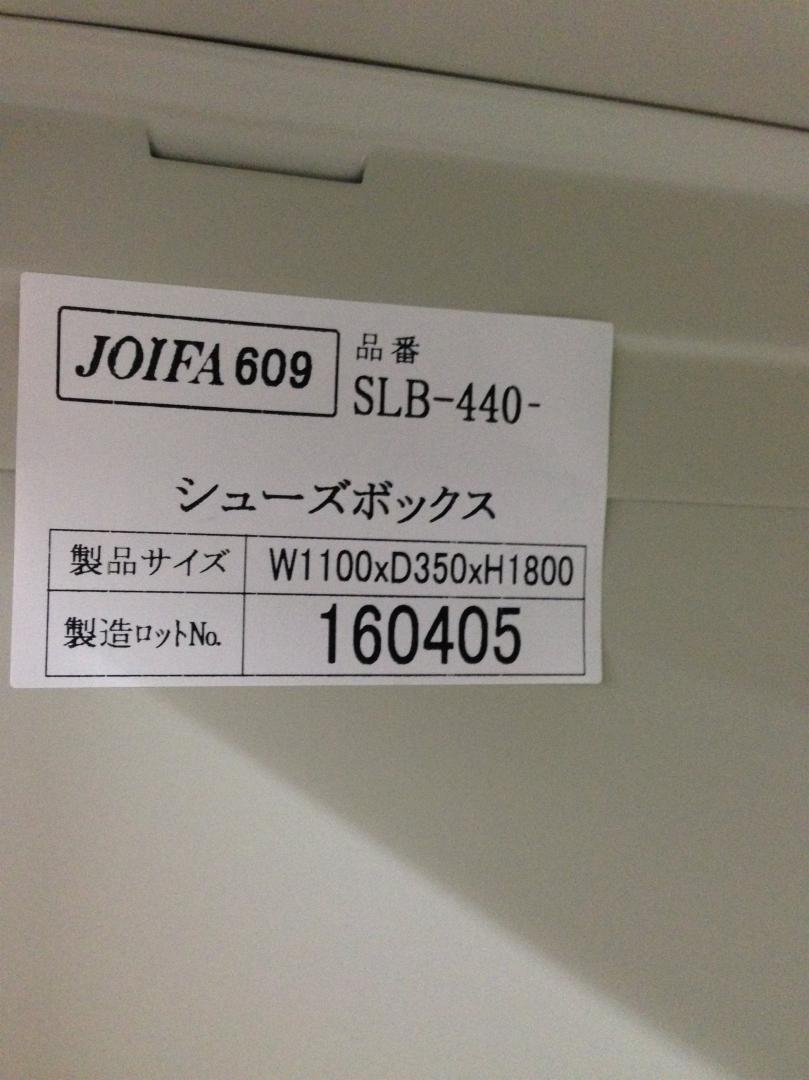 JOIFA 609
品番
SLB-440-
シューズボックス
製品サイズ W1100xD350xH1800
製造ロットNo. 160405